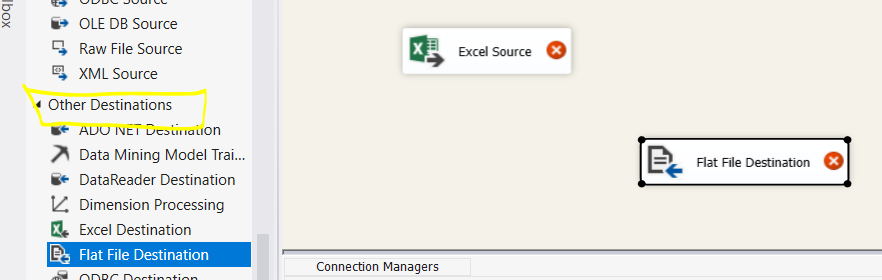 lbox
ODBC Source
OLE DB Source
Raw File Source
XML Source
Other Destinations
ADO NET Destination
Data Mining Model Trai...
DataReader Destination
Dimension Processing
Excel Destination
Flat File Destination
ODBC Destination
Excel Source
Flat File Destination
Connection Managers